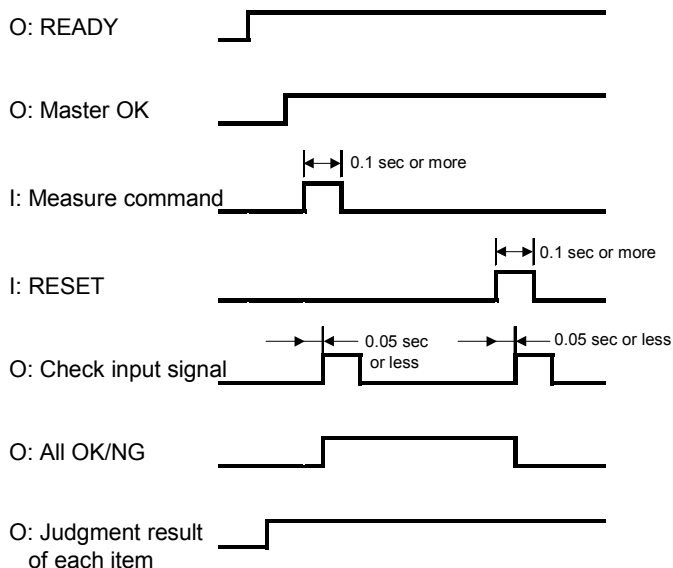 O: READY
O: Master OK
0.1 sec or more
I: Measure command
0.1 sec or more
I: RESET
0.05 sec
or less
0.05 sec or less
O: Check input signal
O: All OK/NG
O: Judgment result
of each item